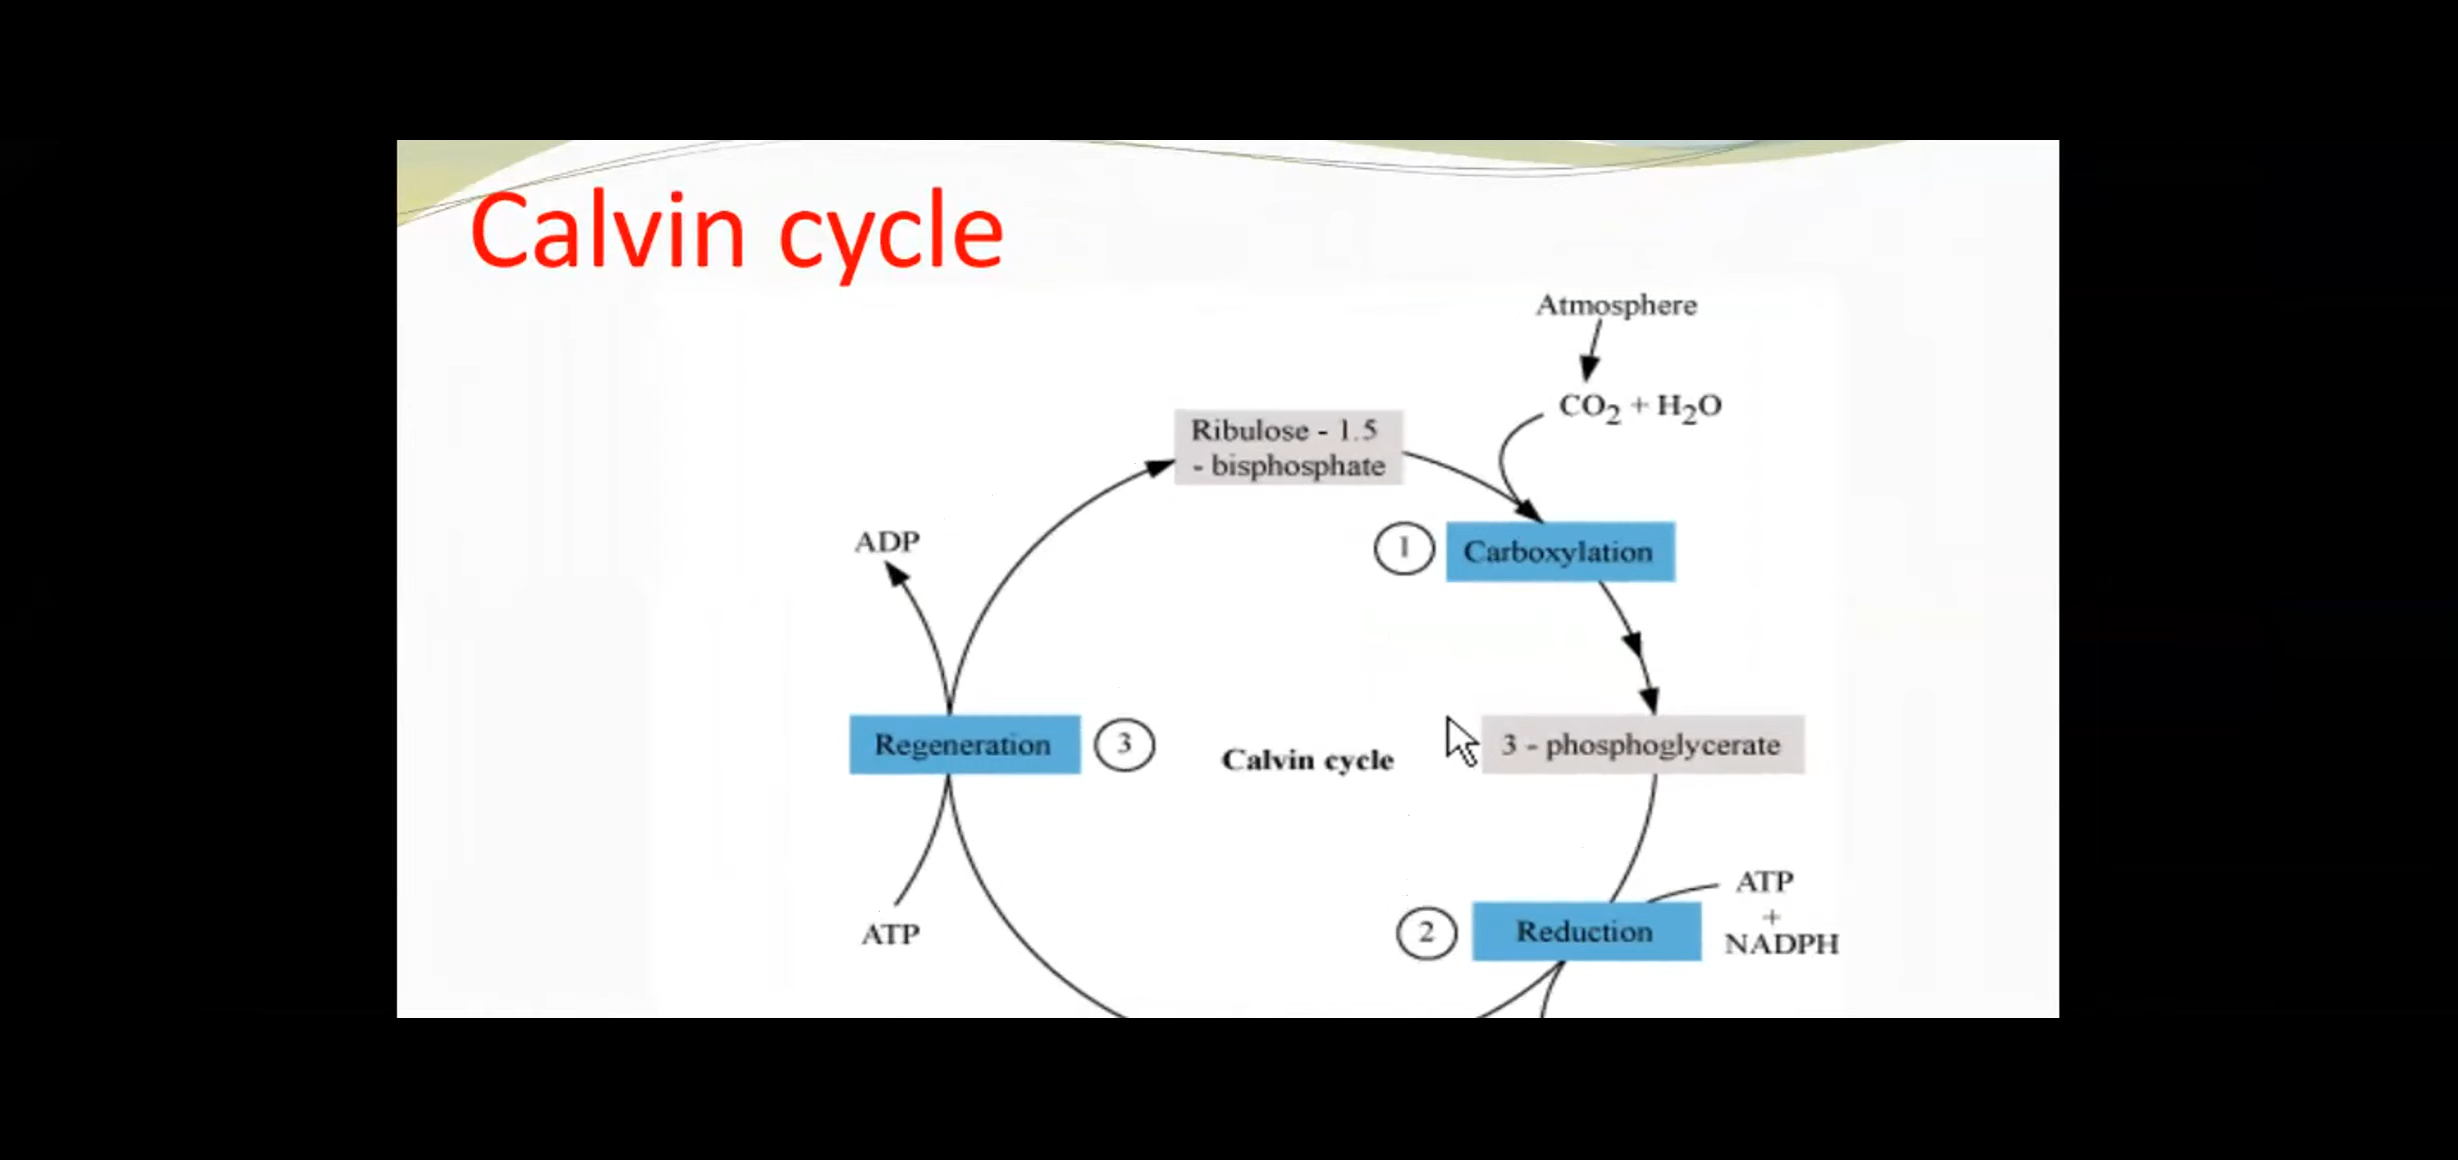 Calvin cycle
Atmosphere
CO₂ + H₂O
Ribulose - 1.5
- bisphosphate
ADP
1
Carboxylation
Regeneration
3
Calvin cycle
3 - phosphoglycerate
ATP
+
NADPH
2
Reduction
ATP